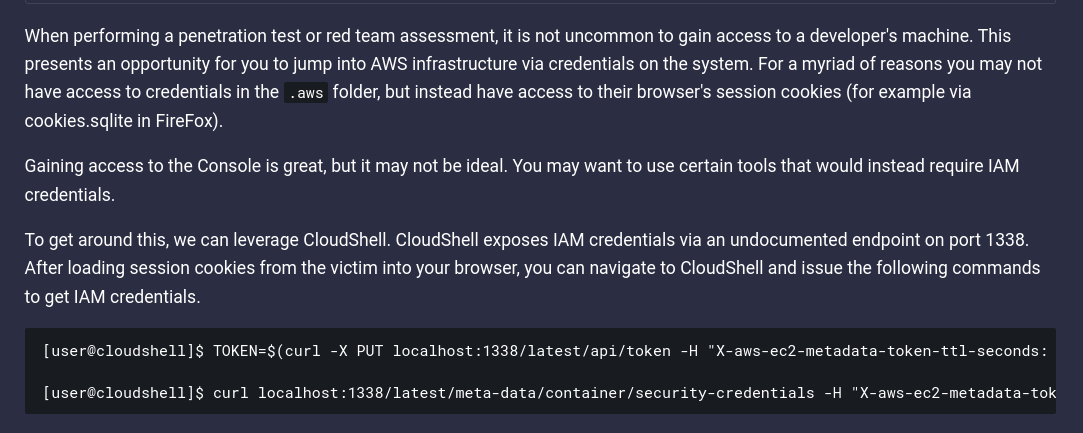 When performing a penetration test or red team assessment, it is not uncommon to gain access to a developer's machine. This
presents an opportunity for you to jump into AWS infrastructure via credentials on the system. For a myriad of reasons you may not
have access to credentials in the .aws folder, but instead have access to their browser's session cookies (for example via
cookies.sqlite in FireFox).
Gaining access to the Console is great, but it may not be ideal. You may want to use certain tools that would instead require IAM
credentials.
To get around this, we can leverage CloudShell. CloudShell exposes IAM credentials via an undocumented endpoint on port 1338.
After loading session cookies from the victim into your browser, you can navigate to CloudShell and issue the following commands
to get IAM credentials.
[user@cloudshell]$ TOKEN=$(curl -X PUT localhost:1338/latest/api/token -H "X-aws-ec2-metadata-token-ttl-seconds:
[user@cloudshell]$ curl localhost:1338/latest/meta-data/container/security-credentials -H "X-aws-ec2-metadata-tok